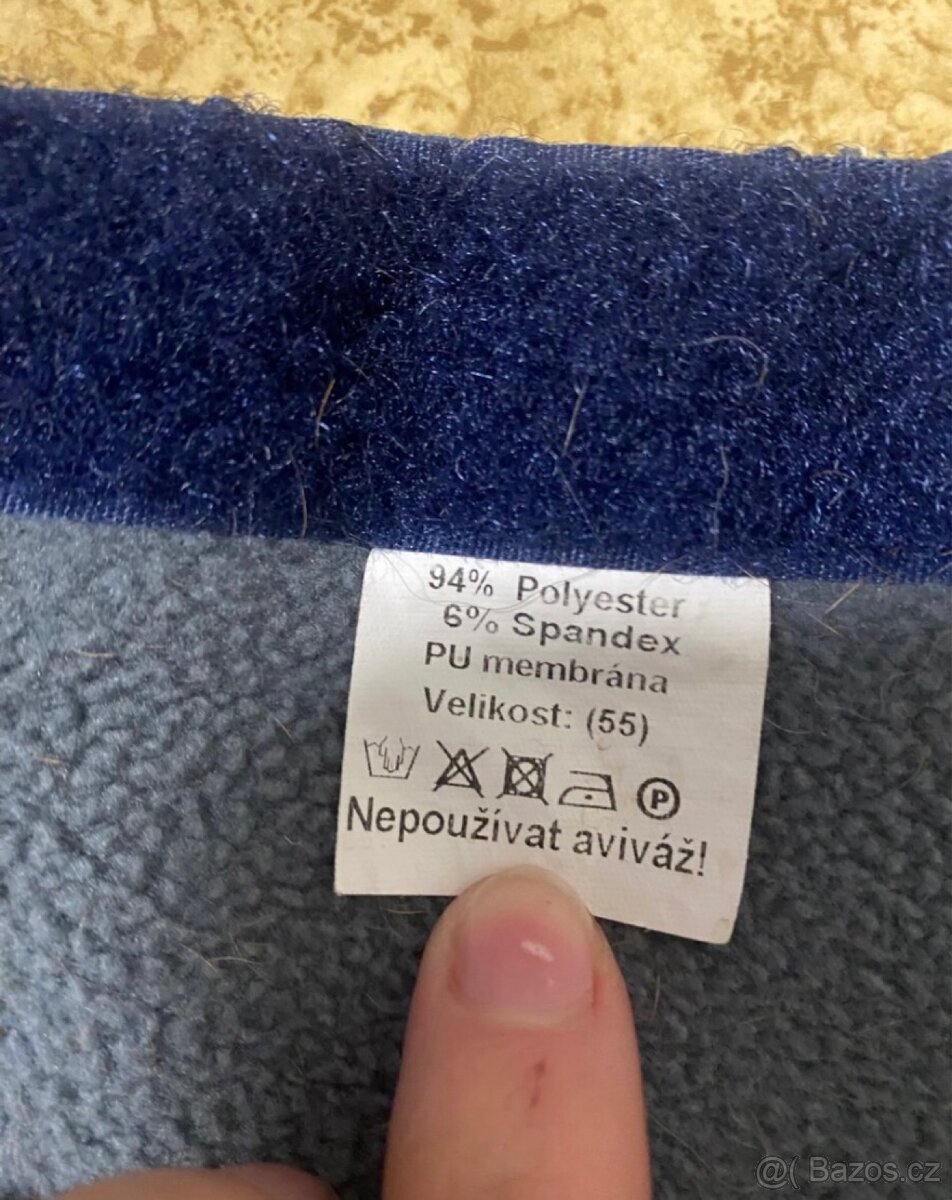 94% Polyester
6% Spandex
PU membrána
Velikost: (55)
P
Nepoužívat aviváž!
@( Bazos.cz